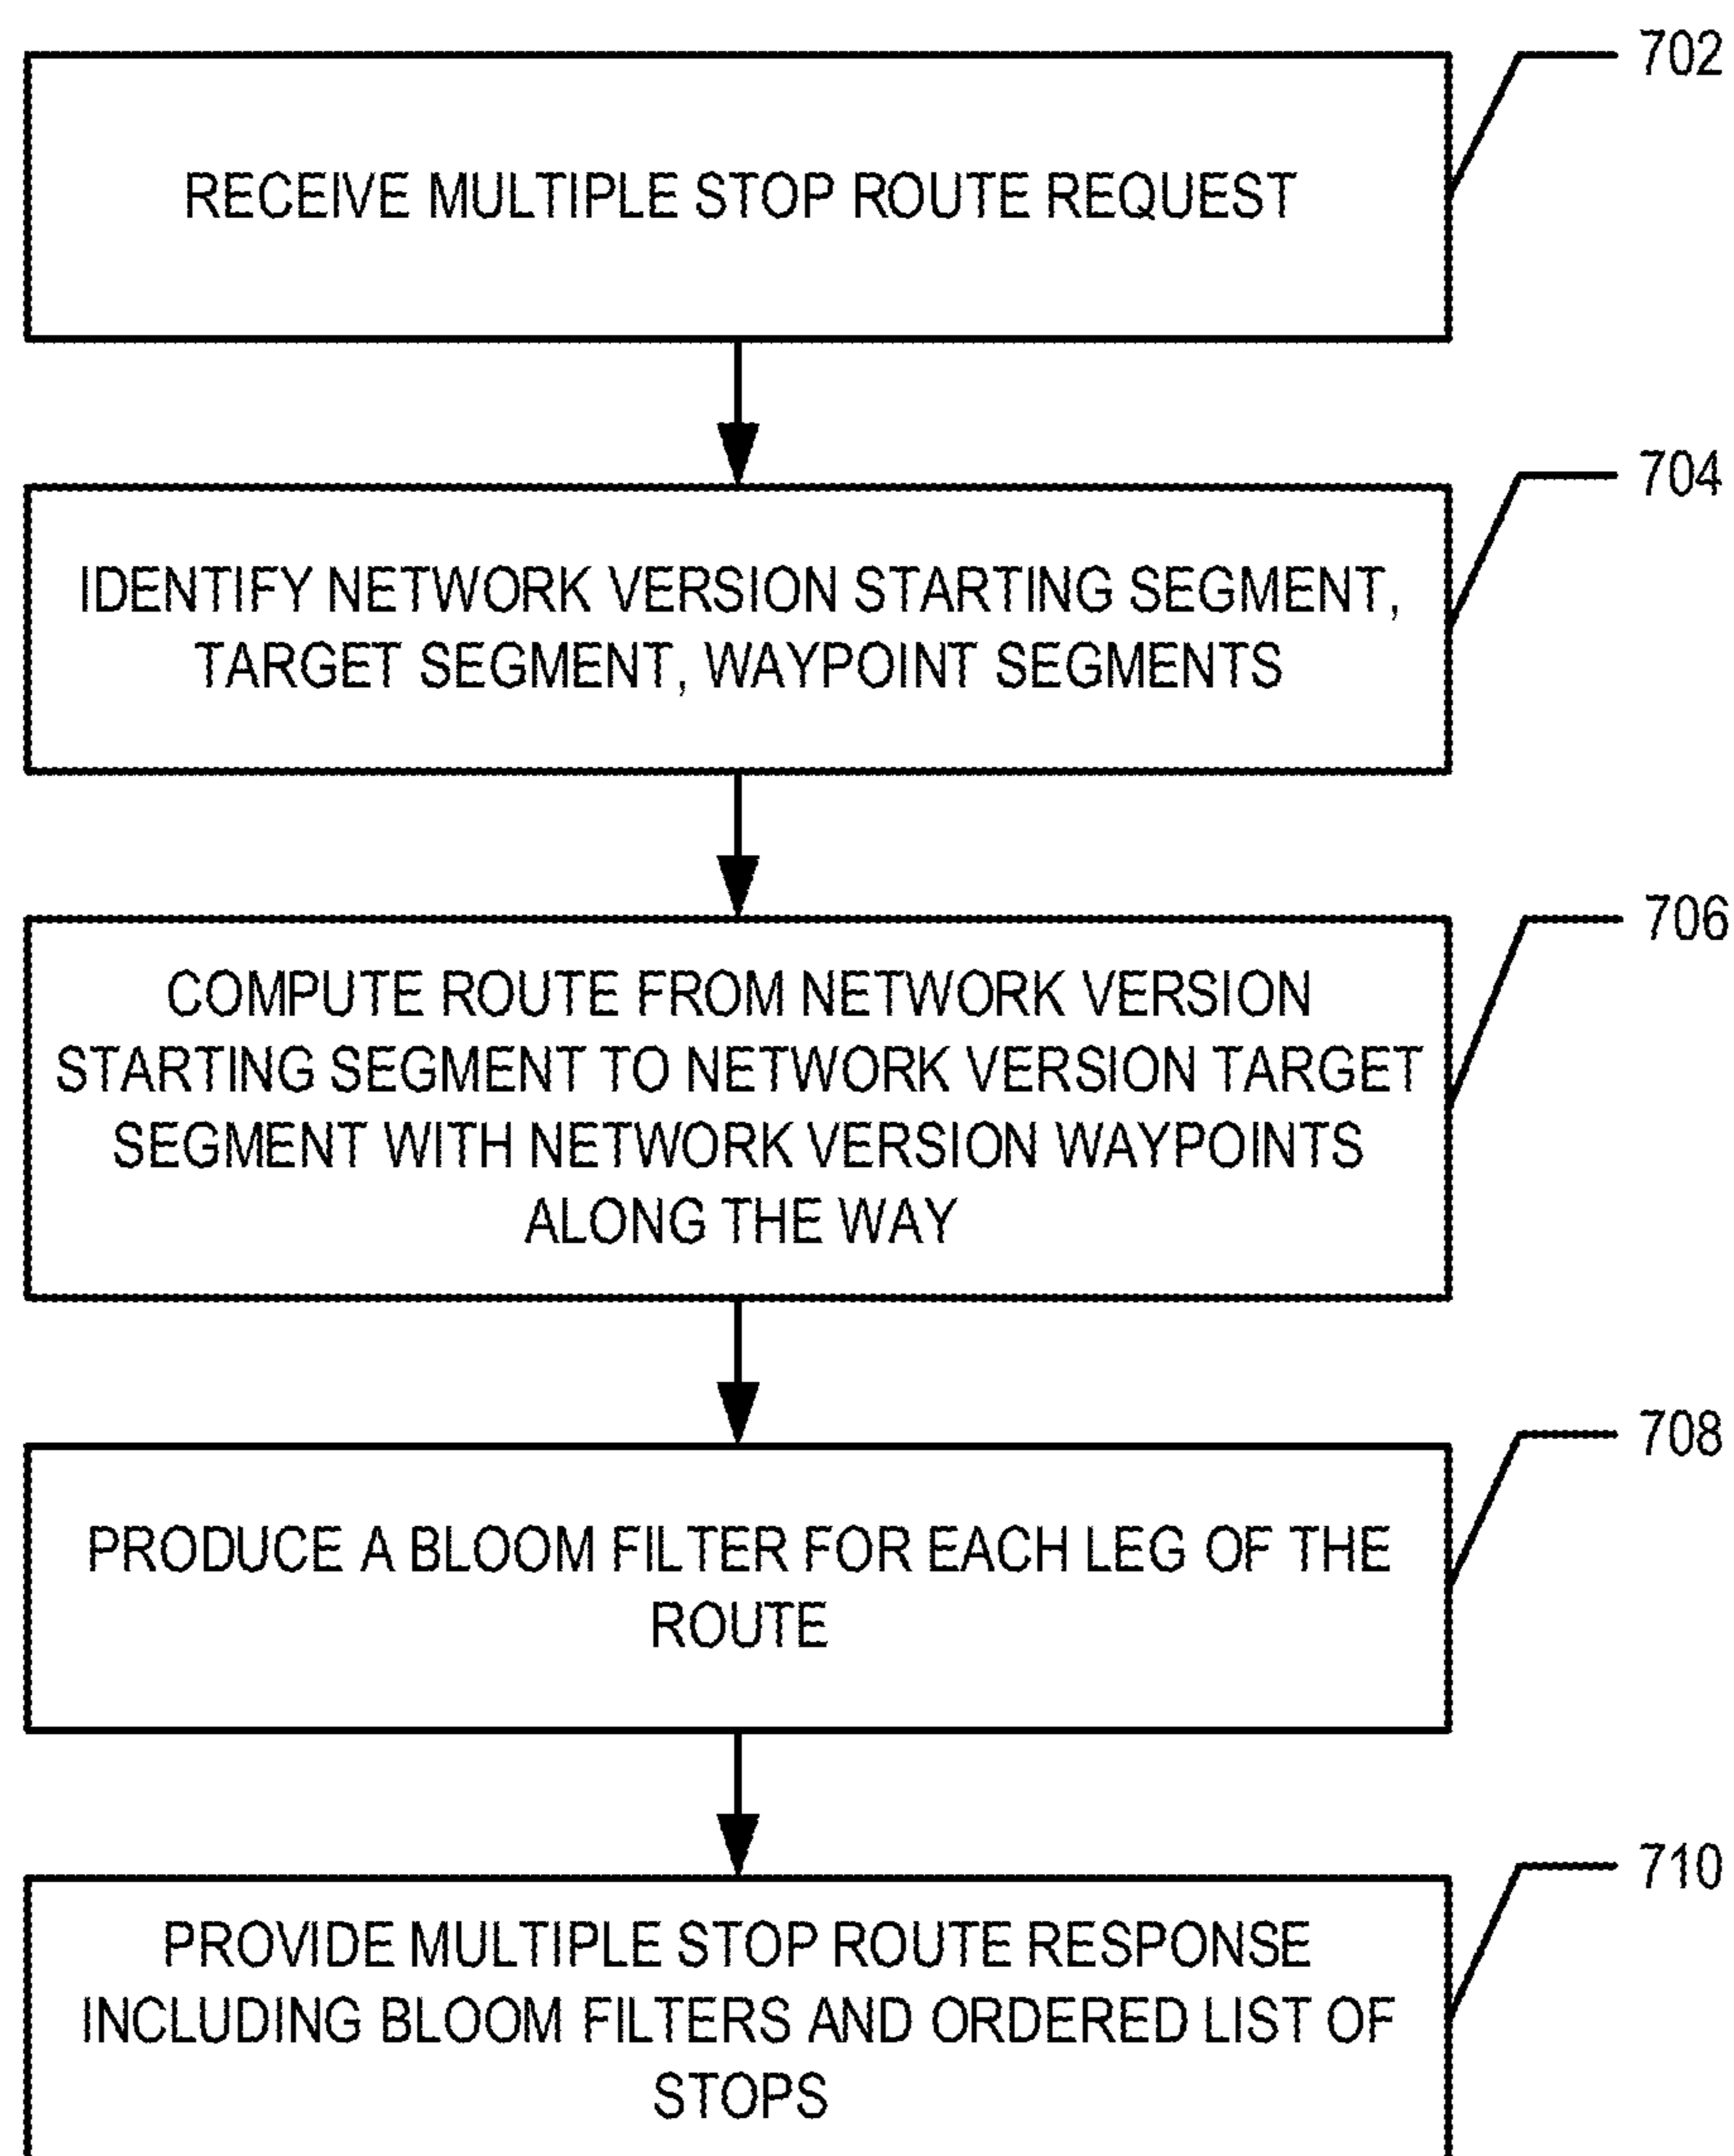 702
RECEIVE MULTIPLE STOP ROUTE REQUEST
704
IDENTIFY NETWORK VERSION STARTING SEGMENT,
TARGET SEGMENT, WAYPOINT SEGMENTS
706
COMPUTE ROUTE FROM NETWORK VERSION
STARTING SEGMENT TO NETWORK VERSION TARGET
SEGMENT WITH NETWORK VERSION WAYPOINTS
ALONG THE WAY
708
PRODUCE A BLOOM FILTER FOR EACH LEG OF THE
ROUTE
710
PROVIDE MULTIPLE STOP ROUTE RESPONSE
INCLUDING BLOOM FILTERS AND ORDERED LIST OF
STOPS